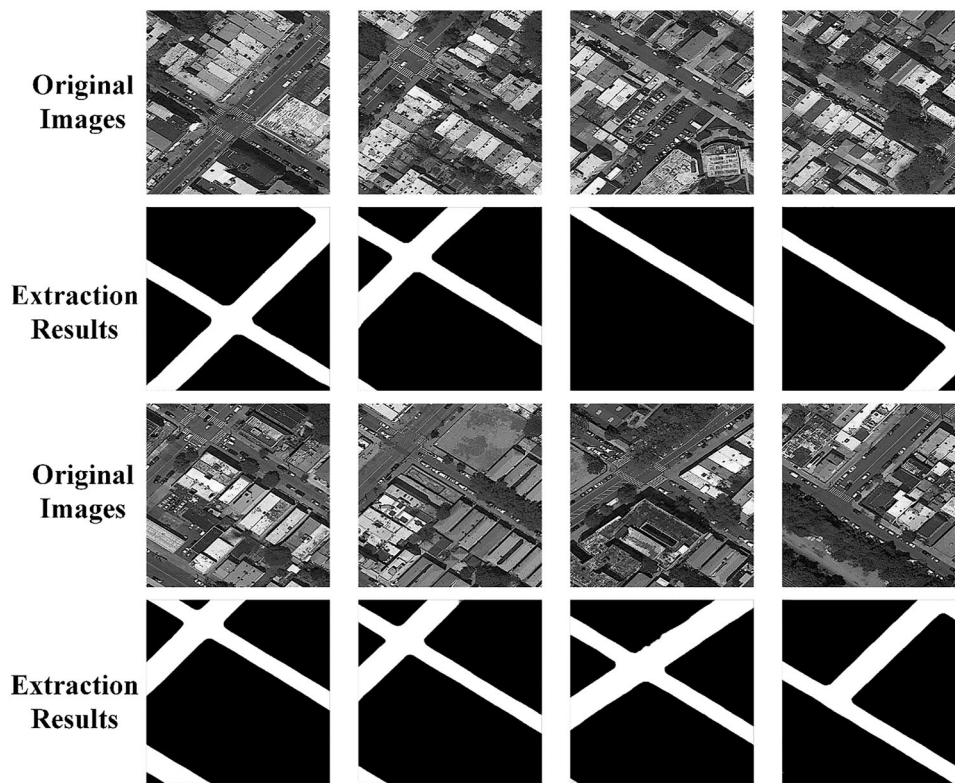 Original
Images
Extraction
Results
Original
Images
Extraction
Results